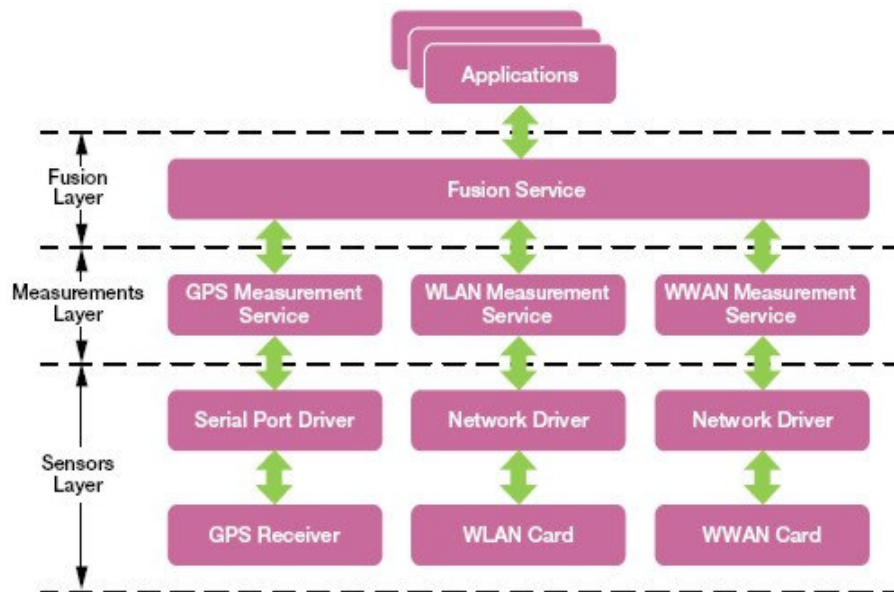 Applications
Fusion
Layer
Fusion Service
Measurements
Layer
GPS Measurement
Service
WLAN Measurement
Service
WWAN Measurement
Service
Sensors
Layer
Serial Port Driver
Network Driver
Network Driver
GPS Receiver
WLAN Card
WWAN Card